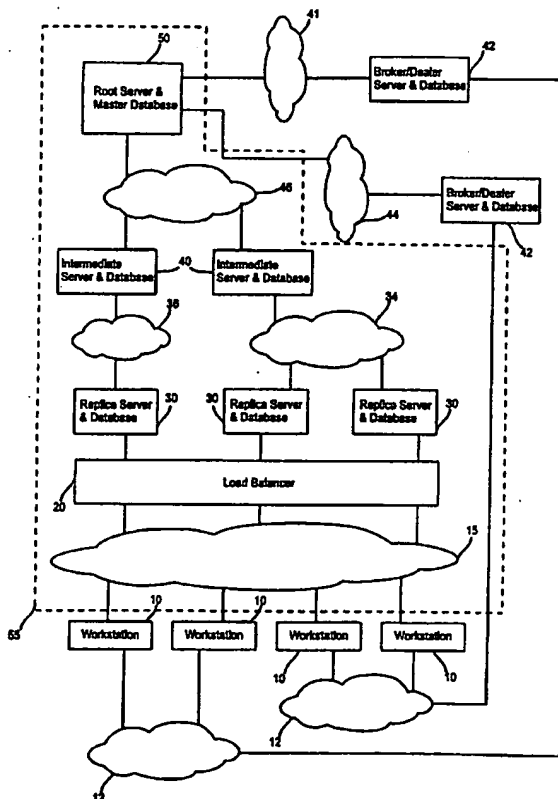 41
50
42
Root Server &
Master Database
Broker/Dealer
Server & Database
46
Broker/Dealer
Server & Database
44
42
Intermediate
Server & Database
40
Intermediate
Server & Database
36
34
Replica Server
& Database
30
30
Replica Server
& Database
Replica Server
& Database
30
Load Balancer
20
15
55
10
10
Workstation
Workstation
Workstation
Workstation
10
10
12
12